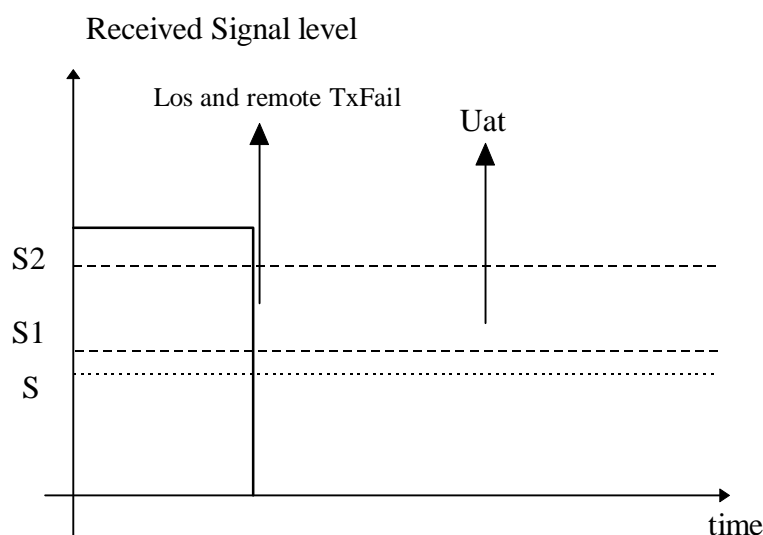 Received Signal level
Los and remote TxFail
Uat
S2
S1
S
time